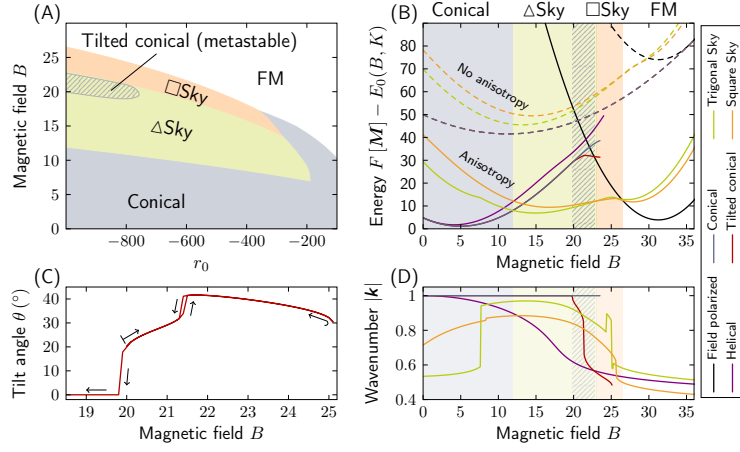 (A)
Magnetic field B
25
20
15
10
5
0
Tilted conical (metastable)
FM
□Sky
△Sky
Conical
−800
−600
−400
−200
r0
(B)
Conical
△Sky
□Sky
FM
Energy F [M] − E0(B, K)
90
80
70
60
50
40
30
20
10
0
No anisotropy
Anisotropy
0
5
10
15
20
25
30
35
Magnetic field B
(C)
Tilt angle θ (°)
40
30
20
10
0
19
20
21
22
23
24
25
Magnetic field B
(D)
Wavenumber |k|
1
0.8
0.6
0.4
0
5
10
15
20
25
30
35
Magnetic field B
Field polarized
Helical
Conical
Tilted conical
Trigonal Sky
Square Sky